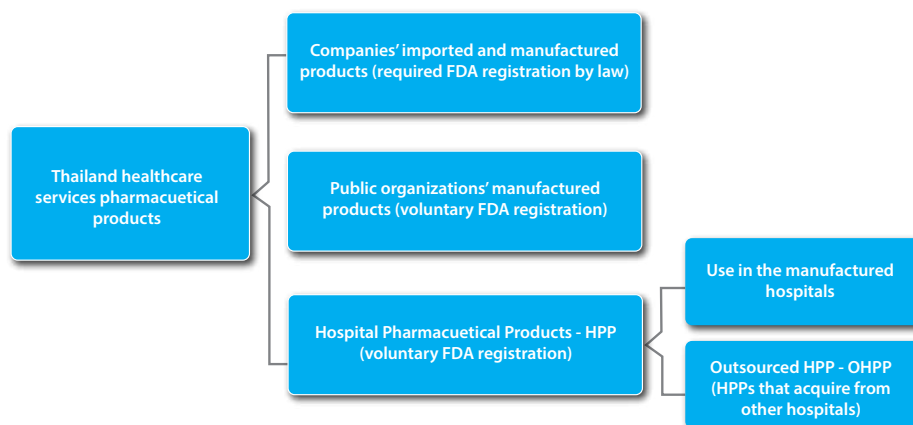 Companies' imported and manufactured
products (required FDA registration by law)
Thailand healthcare
services pharmacuetical
products
Public organizations' manufactured
products (voluntary FDA registration)
Hospital Pharmacuetical Products - HPP
(voluntary FDA registration)
Use in the manufactured
hospitals
Outsourced HPP - OHPP
(HPPs that acquire from
other hospitals)